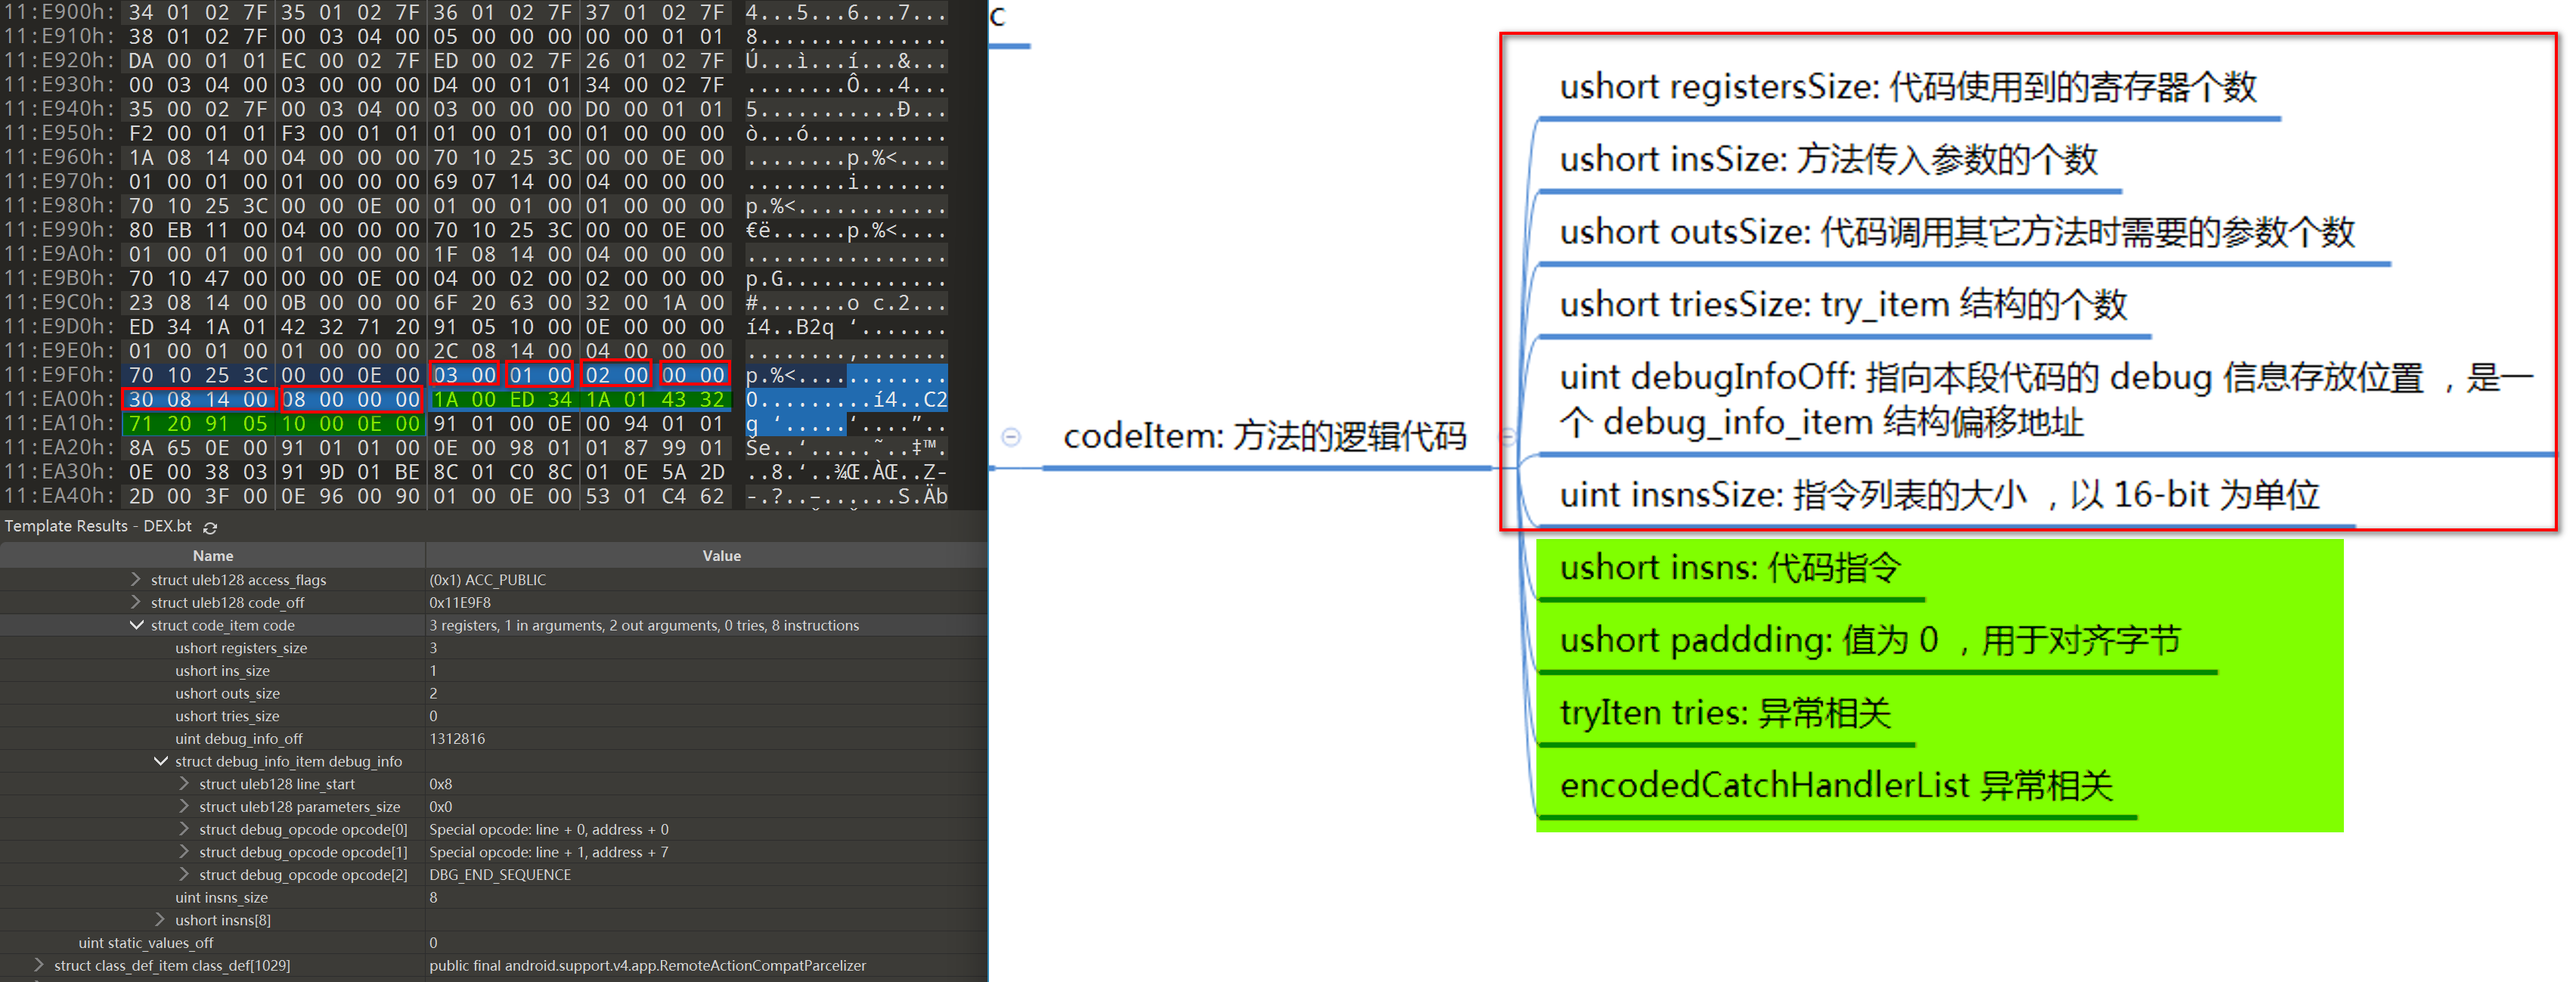 11:E900h: 34 01 02 7F 35 01 02 7F 36 01 02 7F 37 01 02 7F 4...5...6...7...
11:E910h: 38 01 02 7F 00 03 04 00 05 00 00 00 00 00 01 01 8...............
11:E920h: DA 00 01 01 EC 00 02 7F ED 00 02 7F 26 01 02 7F Ú...ì...í...&...
11:E930h: 00 03 04 00 03 00 00 00 D4 00 01 01 34 00 02 7F ........Ô...4...
11:E940h: 35 00 02 7F 00 03 04 00 03 00 00 00 D0 00 01 01 5...........Ð...
11:E950h: F2 00 01 01 F3 00 01 01 01 00 01 00 01 00 00 00 ò...ó...........
11:E960h: 1A 08 14 00 04 00 00 00 70 10 25 3C 00 00 0E 00 ........p.%<....
11:E970h: 01 00 01 00 01 00 00 00 69 07 14 00 04 00 00 00 ........i.......
11:E980h: 70 10 25 3C 00 00 0E 00 01 00 01 00 01 00 00 00 p.%<............
11:E990h: 80 EB 11 00 04 00 00 00 70 10 25 3C 00 00 0E 00 €ë......p.%<....
11:E9A0h: 01 00 01 00 01 00 00 00 1F 08 14 00 04 00 00 00 ................
11:E9B0h: 70 10 47 00 00 00 0E 00 04 00 02 00 02 00 00 00 p.G.............
11:E9C0h: 23 08 14 00 0B 00 00 00 6F 20 63 00 32 00 1A 00 #.......o c.2...
11:E9D0h: ED 34 1A 01 42 32 71 20 91 05 10 00 0E 00 00 00 í4..B2q ‘.......
11:E9E0h: 01 00 01 00 01 00 00 00 2C 08 14 00 04 00 00 00 ........,.......
11:E9F0h: 70 10 25 3C 00 00 0E 00 03 00 01 00 02 00 00 00 p.%<............
11:EA00h: 30 08 14 00 08 00 00 00 1A 00 ED 34 1A 01 43 32 0.........í4..C2
11:EA10h: 71 20 91 05 10 00 0E 00 91 01 00 0E 00 94 01 01 q ‘.....‘....”..
11:EA20h: 8A 65 0E 00 91 01 01 00 0E 00 98 01 01 87 99 01 Še..‘.....˜..‡™.
11:EA30h: 0E 00 38 03 91 9D 01 BE 8C 01 C0 8C 01 0E 5A 2D ..8.‘..¾Œ.ÀŒ..Z-
11:EA40h: 2D 00 3F 00 0E 96 00 90 01 00 0E 00 53 01 C4 62 -.?..–......S.Äb
Template Results - DEX.bt
Name Value
struct uleb128 access_flags (0x1) ACC_PUBLIC
struct uleb128 code_off 0x11E9F8
struct code_item code 3 registers, 1 in arguments, 2 out arguments, 0 tries, 8 instructions
ushort registers_size 3
ushort ins_size 1
ushort outs_size 2
ushort tries_size 0
uint debug_info_off 1312816
struct debug_info_item debug_info
struct uleb128 line_start 0x8
struct uleb128 parameters_size 0x0
struct debug_opcode opcode[0] Special opcode: line + 0, address + 0
struct debug_opcode opcode[1] Special opcode: line + 1, address + 7
struct debug_opcode opcode[2] DBG_END_SEQUENCE
uint insns_size 8
ushort insns[8]
uint static_values_off 0
struct class_def_item class_def[1029] public final android.support.v4.app.RemoteActionCompatParcelizer
c
codeItem: 方法的逻辑代码
ushort registersSize: 代码使用到的寄存器个数
ushort insSize: 方法传入参数的个数
ushort outsSize: 代码调用其它方法时需要的参数个数
ushort triesSize: try_item 结构的个数
uint debugInfoOff: 指向本段代码的 debug 信息存放位置 ，是一
个 debug_info_item 结构偏移地址
uint insnsSize: 指令列表的大小 ，以 16-bit 为单位
ushort insns: 代码指令
ushort paddding: 值为 0 ，用于对齐字节
tryIten tries: 异常相关
encodedCatchHandlerList 异常相关